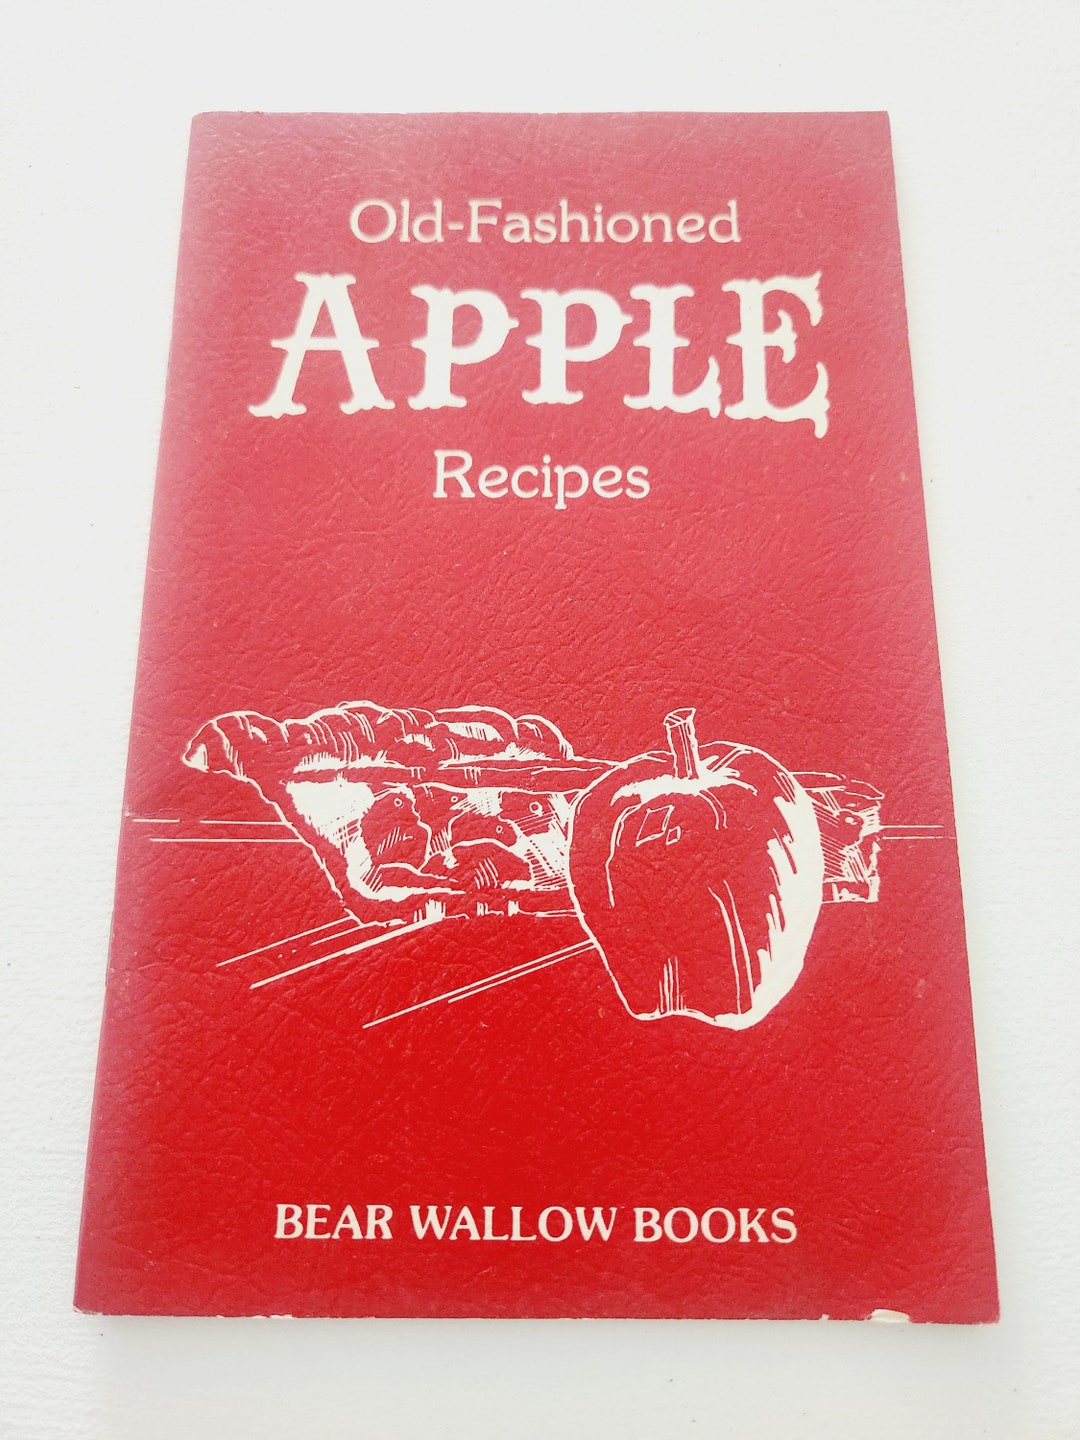 Old-Fashioned
APPLE
Recipes
BEAR WALLOW BOOKS